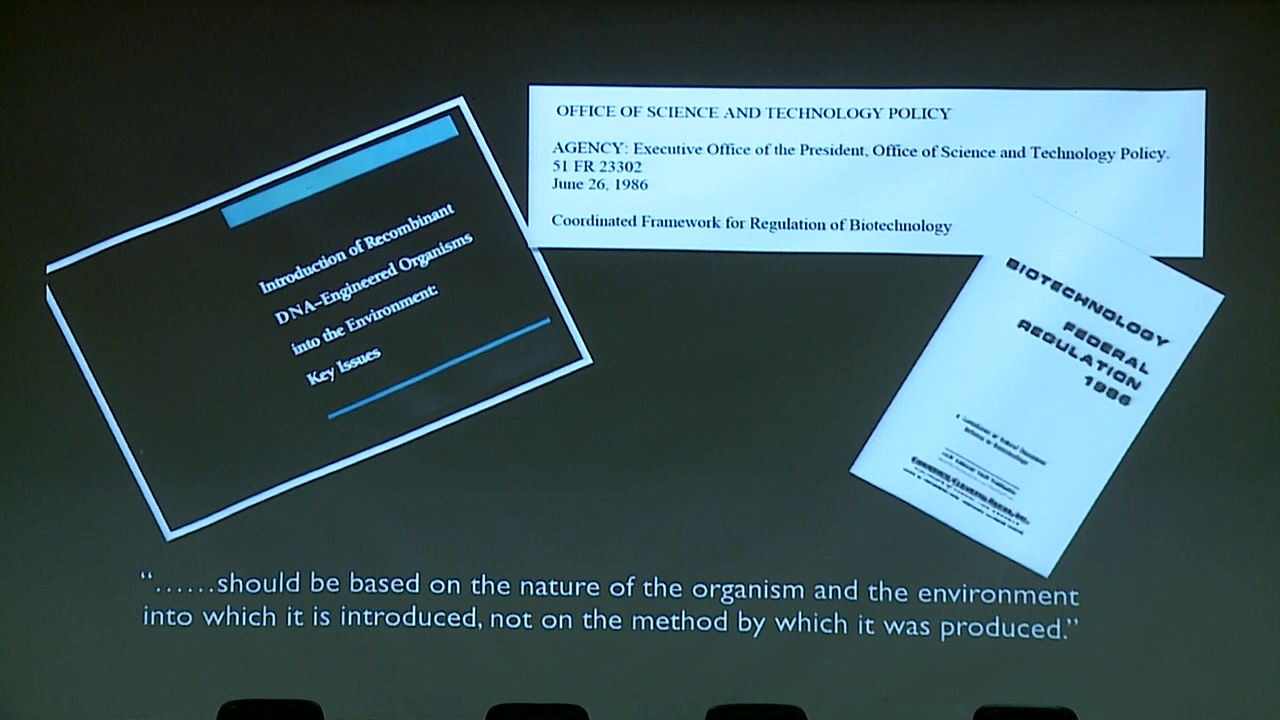 Introduction of Recombinant
DNA-Engineered Organisms
into the Environment:
Key Issues
OFFICE OF SCIENCE AND TECHNOLOGY POLICY
AGENCY: Executive Office of the President, Office of Science and Technology Policy.
51 FR 23302
June 26, 1986
Coordinated Framework for Regulation of Biotechnology
BIOTECHNOLOGY
FEDERAL
REGULATION
1986
“......should be based on the nature of the organism and the environment
into which it is introduced, not on the method by which it was produced.”